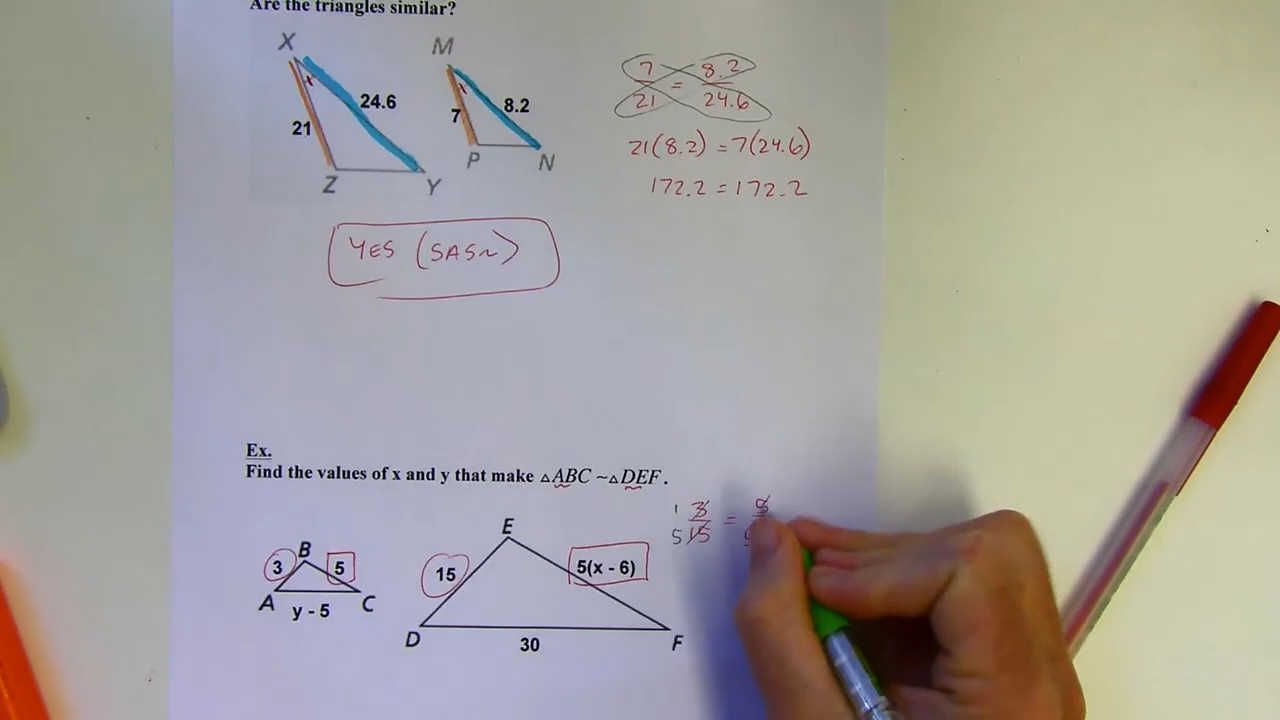 Are the triangles similar?
X
M
24.6
21
8.2
7
Z
Y
P
N
7/21 = 8.2/24.6
21(8.2) = 7(24.6)
172.2 = 172.2
YES (SAS~)
Ex.
Find the values of x and y that make △ABC ~△DEF.
1 3
5 15 =
E
B
3
5
15
5(x - 6)
A
C
y - 5
D
F
30